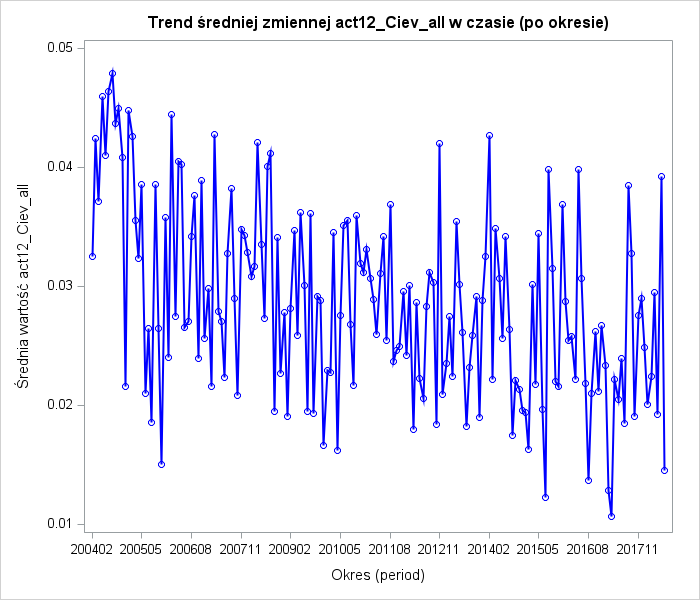 Trend średniej zmiennej act12_Ciev_all w czasie (po okresie)
0.05
0.04
0.03
0.02
0.01
Średnia wartość act12_Ciev_all
200402 200505 200608 200711 200902 201005 201108 201211 201402 201505 201608 201711
Okres (period)